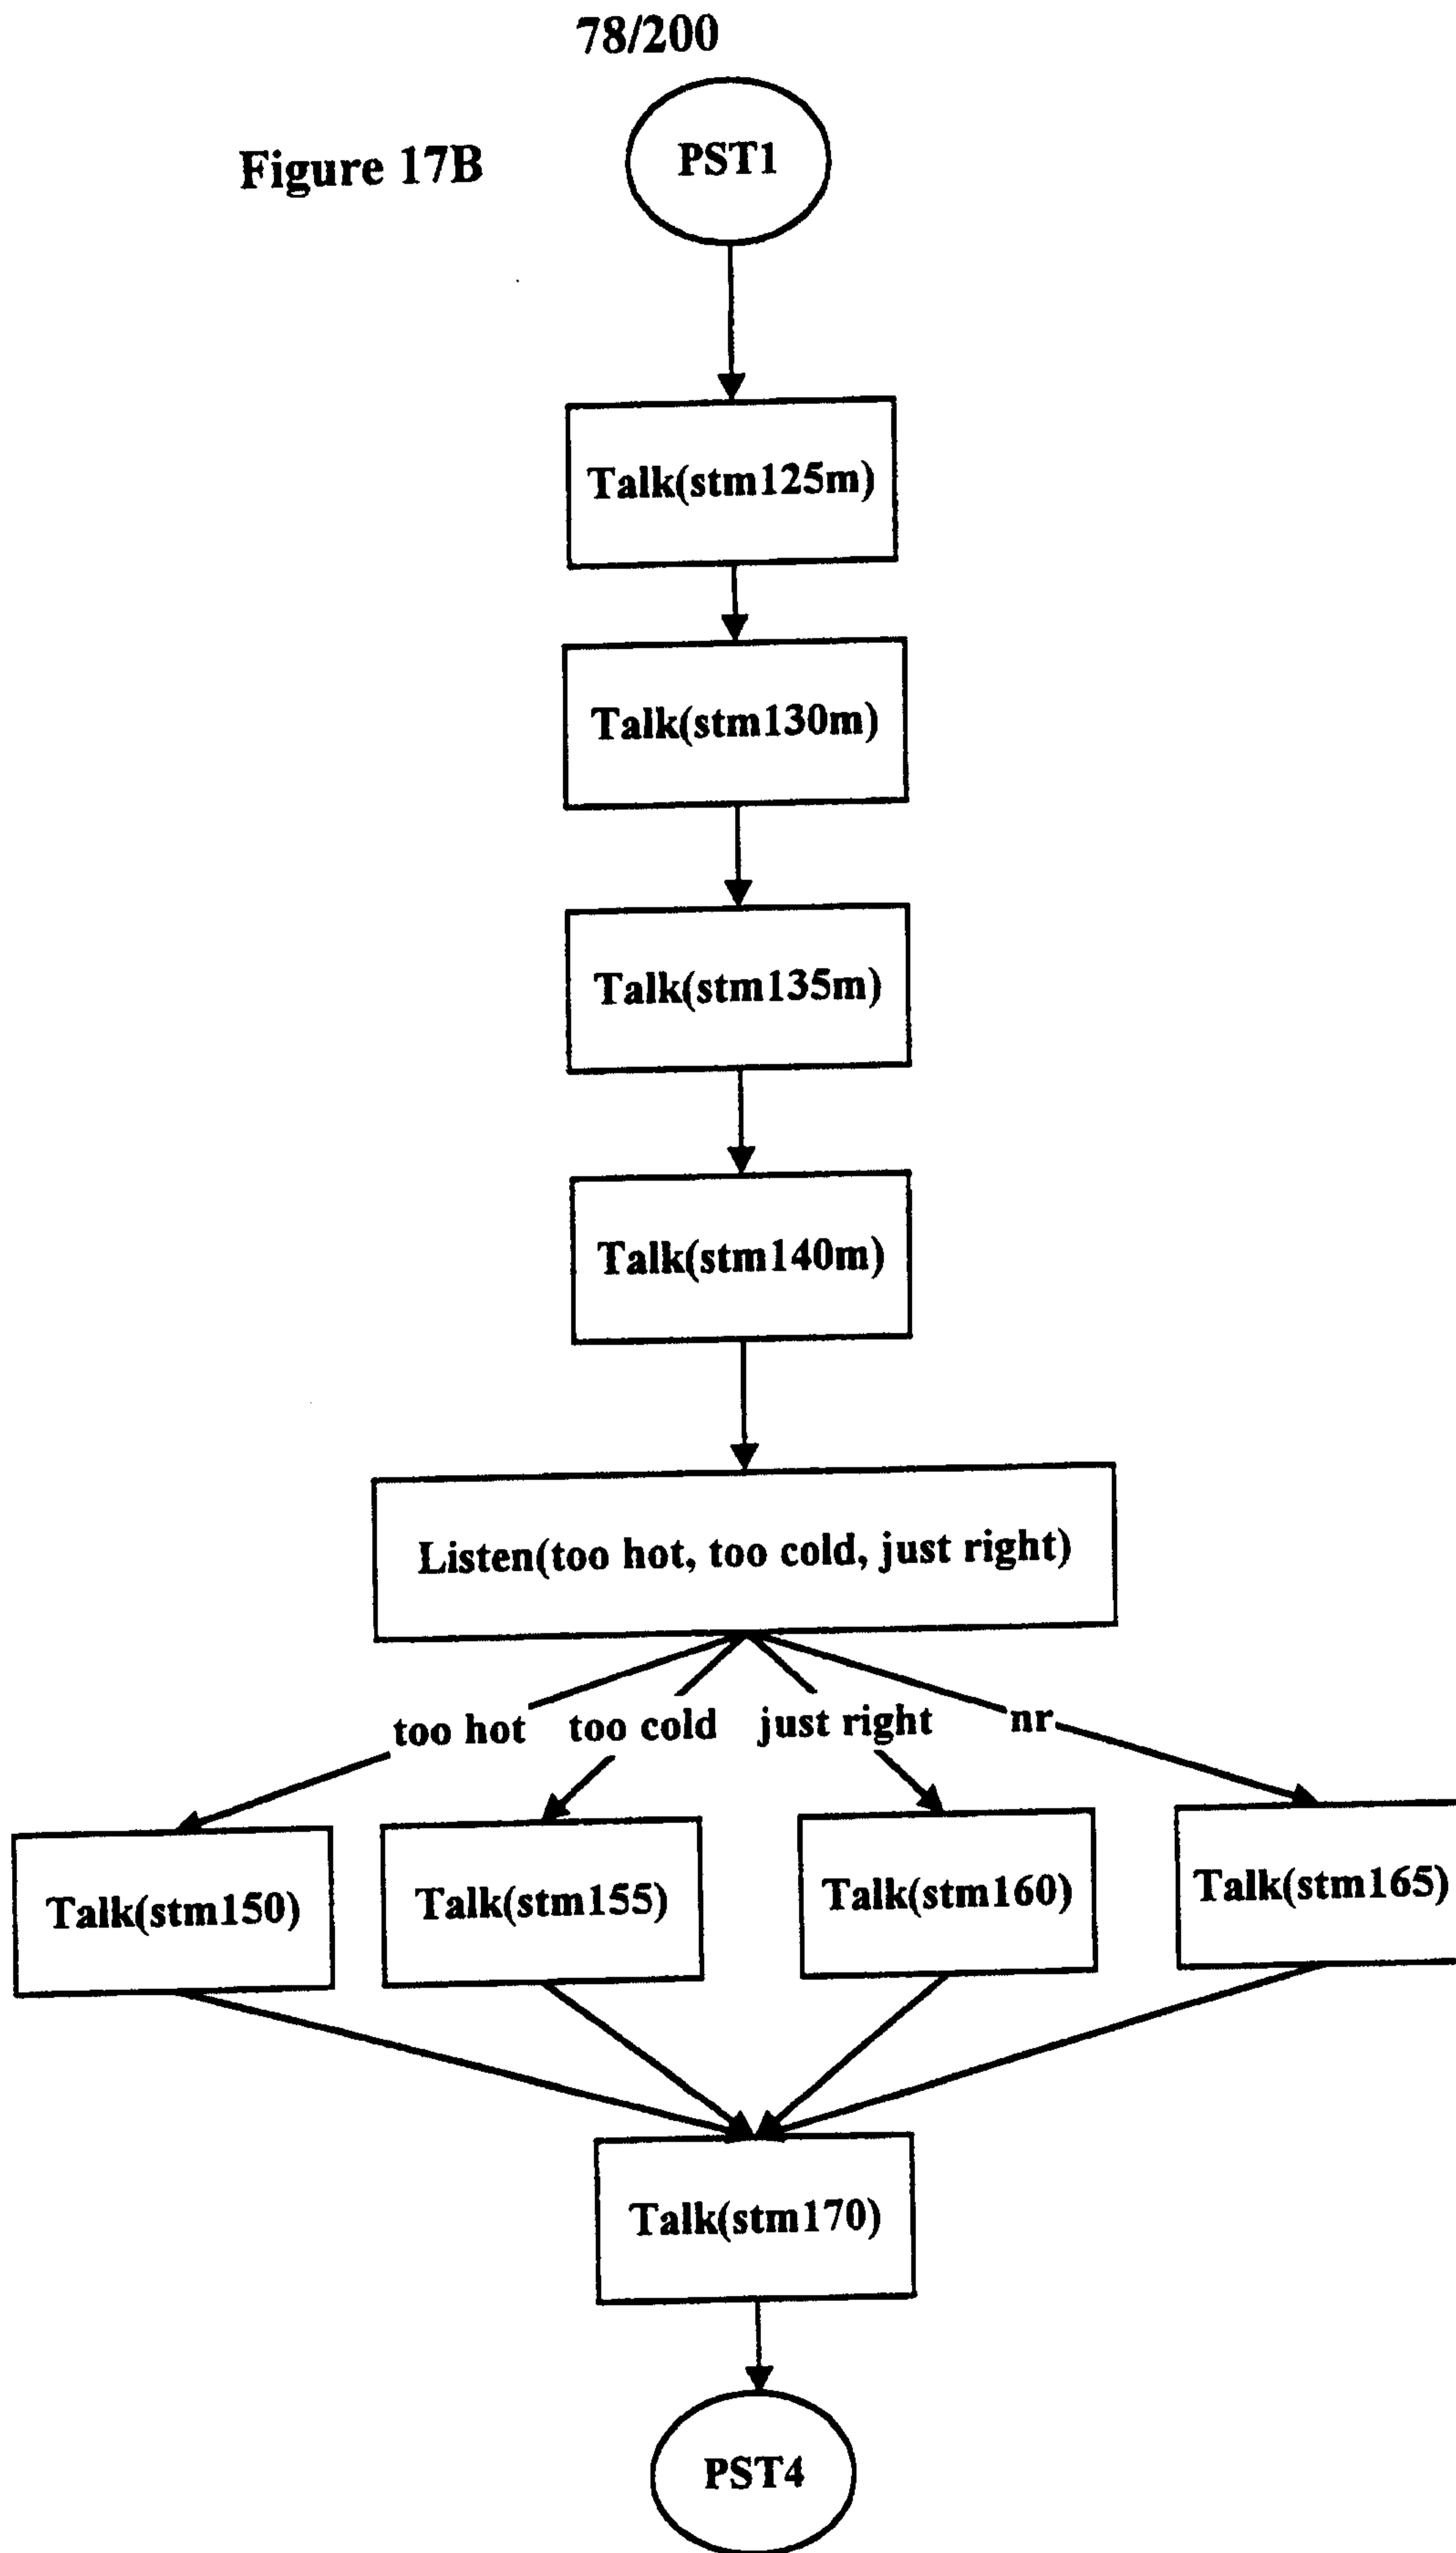 78/200
Figure 17B
PST1
Talk(stm125m)
Talk(stm130m)
Talk(stm135m)
Talk(stm140m)
Listen(too hot, too cold, just right)
too hot too cold just right nr
Talk(stm150) Talk(stm155) Talk(stm160) Talk(stm165)
Talk(stm170)
PST4